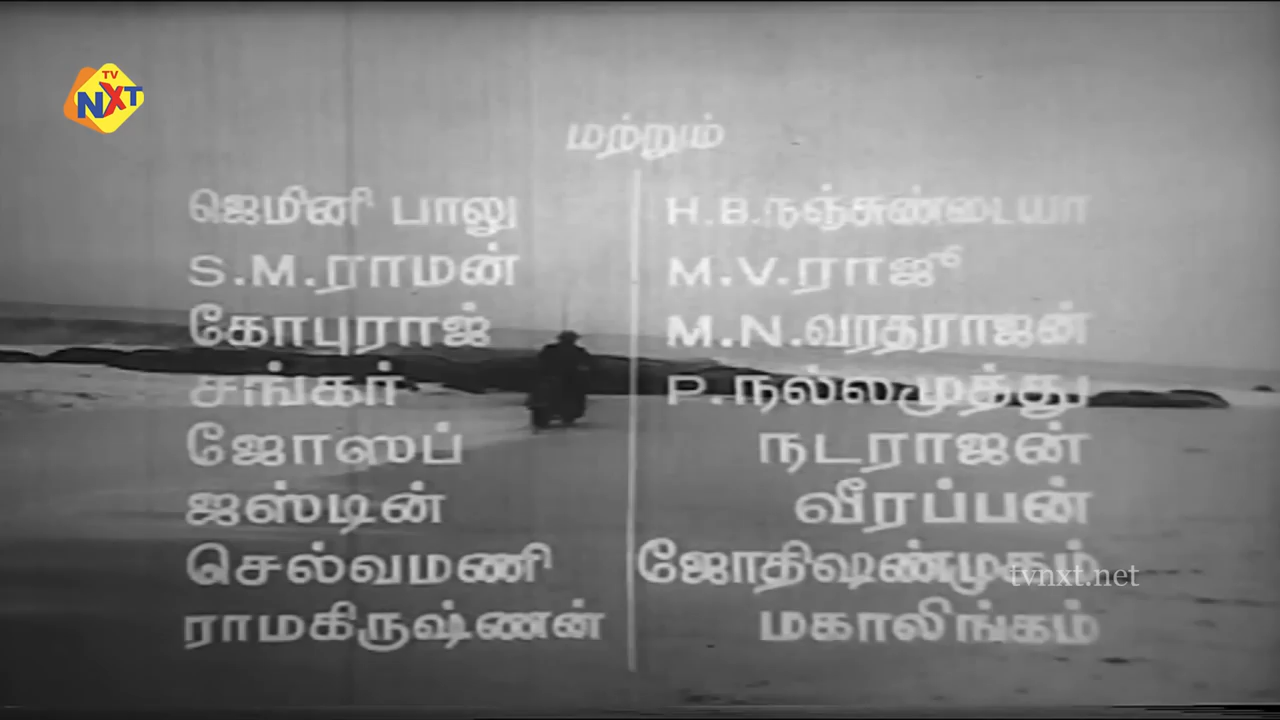 TV
NXT
மற்றும்
ஜெமினி பாலு
S.M.ராமன்
கோபுராஜ்
சங்கர்
ஜோஸப்
ஜஸ்டின்
செல்வமணி
ராமகிருஷ்ணன்
H.B.நஞ்சுண்டையா
M.V.ராஜு
M.N.வரதராஜன்
P.நல்லமுத்து
நடராஜன்
வீரப்பன்
ஜோதிஷண்முகம்
மகாலிங்கம்
tvnxt.net